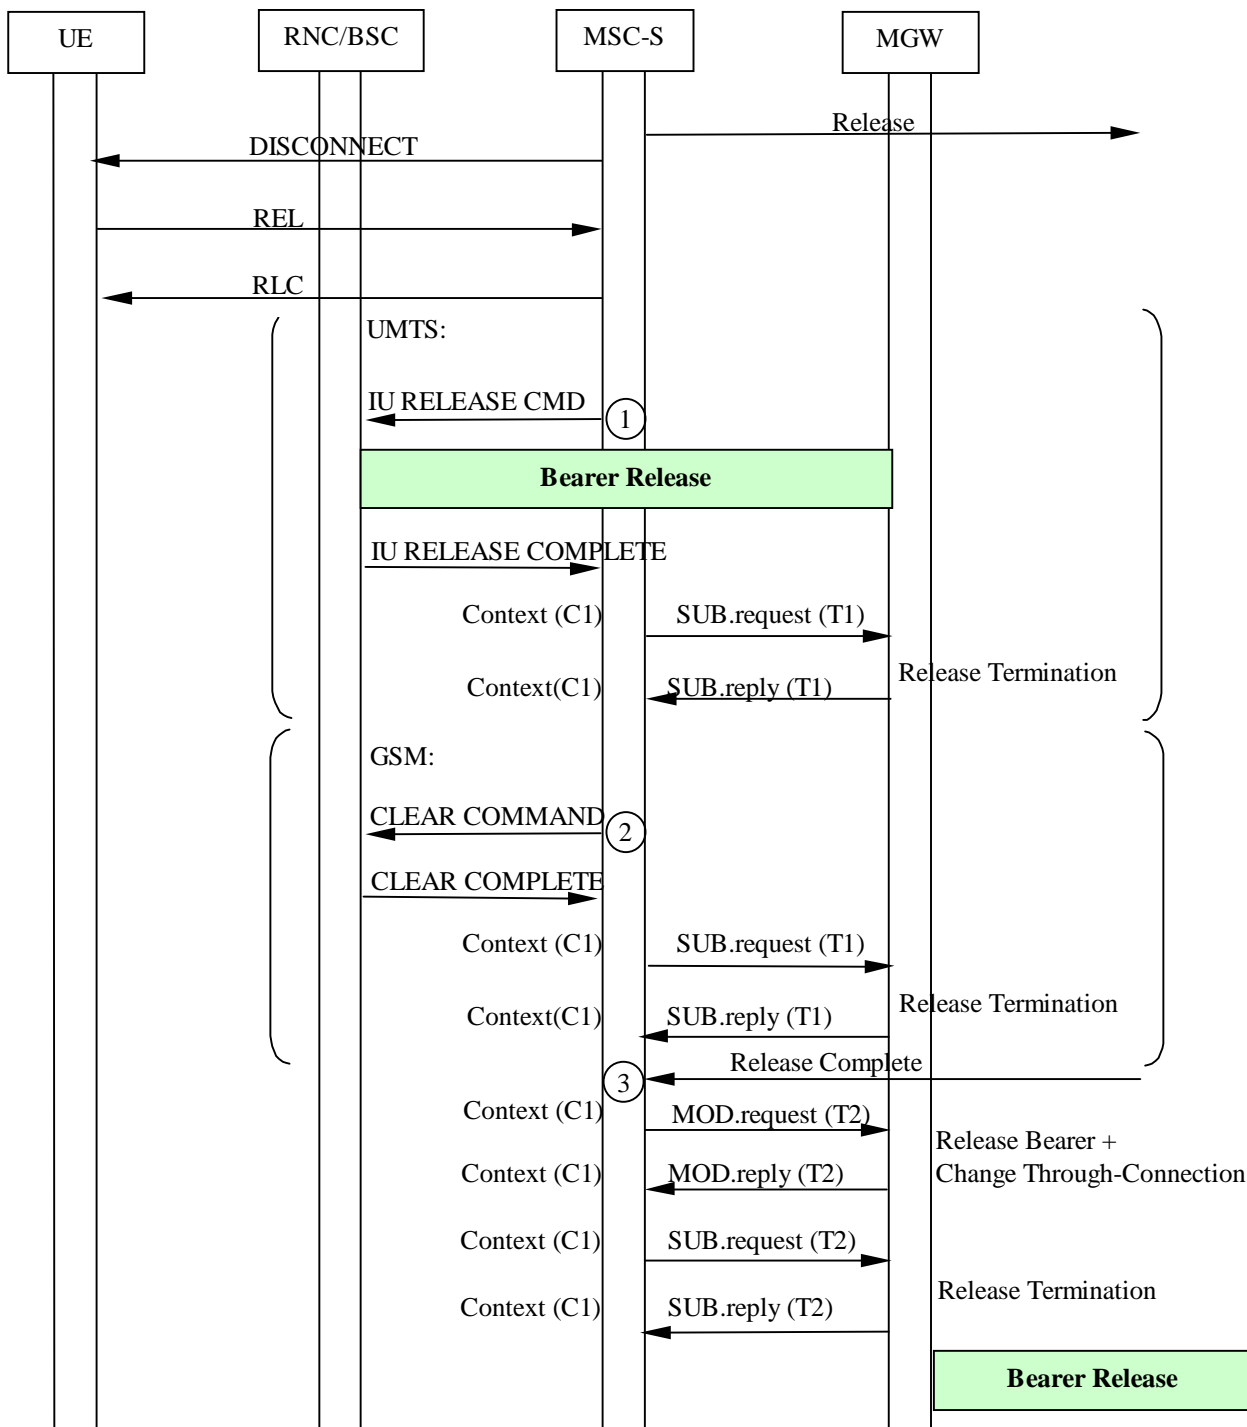 UE
RNC/BSC
MSC-S
MGW
Release
DISCONNECT
REL
RLC
UMTS:
IU RELEASE CMD
1
Bearer Release
IU RELEASE COMPLETE
Context (C1)
SUB.request (T1)
Release Termination
Context(C1)
SUB.reply (T1)
GSM:
CLEAR COMMAND
2
CLEAR COMPLETE
Context (C1)
SUB.request (T1)
Release Termination
Context(C1)
SUB.reply (T1)
Release Complete
3
Context (C1)
MOD.request (T2)
Release Bearer +
Change Through-Connection
Context (C1)
MOD.reply (T2)
Context (C1)
SUB.request (T2)
Release Termination
Context (C1)
SUB.reply (T2)
Bearer Release